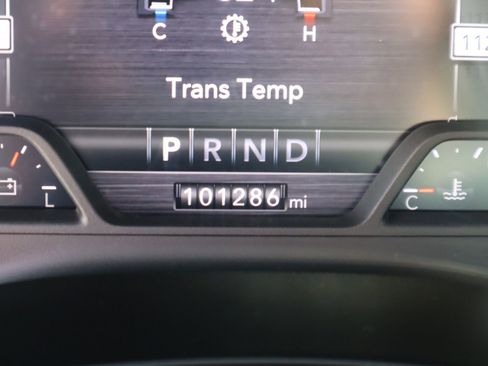 C H
Trans Temp
P R N D
101286 mi
L C